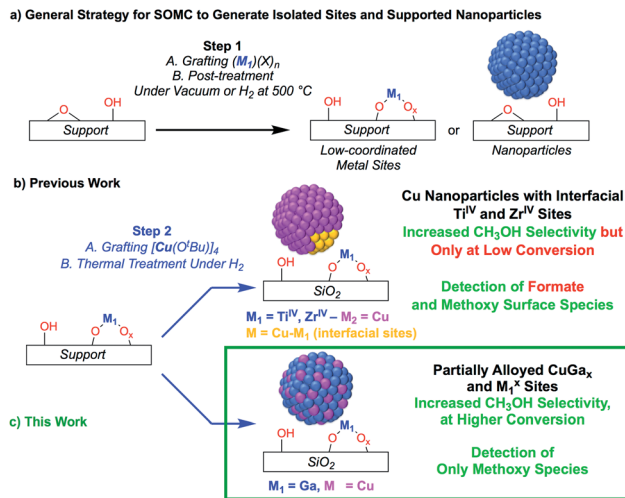 a) General Strategy for SOMC to Generate Isolated Sites and Supported Nanoparticles
Step 1
A. Grafting (M₁)(X)ₙ
B. Post-treatment
Under Vacuum or H₂ at 500 °C
O OH
Support
OH M₁
O Oₓ
Support
or
O OH
Support
Low-coordinated
Metal Sites
Nanoparticles
b) Previous Work
Step 2
A. Grafting [Cu(OᵗBu)]₄
B. Thermal Treatment Under H₂
OH M₁
O Oₓ
SiO₂
M₁ = Tiᴵⱽ, Zrᴵⱽ – M₂ = Cu
M = Cu-M₁ (interfacial sites)
Cu Nanoparticles with Interfacial
Tiᴵⱽ and Zrᴵⱽ Sites
Increased CH₃OH Selectivity but
Only at Low Conversion
Detection of Formate
and Methoxy Surface Species
OH M₁
O Oₓ
Support
c) This Work
OH M₁
O Oₓ
SiO₂
M₁ = Ga, M = Cu
Partially Alloyed CuGaₓ
and M₁ˣ Sites
Increased CH₃OH Selectivity,
at Higher Conversion
Detection of
Only Methoxy Species